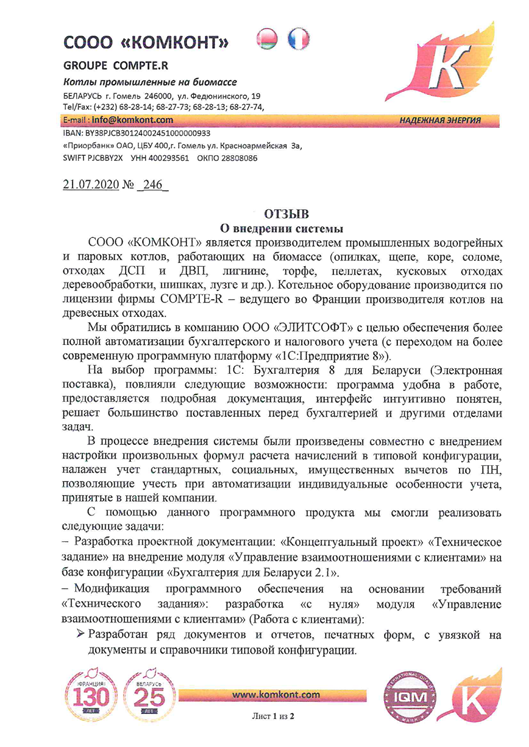 СООО «КОМКОНТ»
GROUPE COMPTE.R
Котлы промышленные на биомассе
БЕЛАРУСЬ г. Гомель 246000, ул. Федюнинского, 19
Tel/Fax: (+232) 68-28-14; 68-27-73; 68-28-13; 68-27-74,
E-mail : info@komkont.com
НАДЕЖНАЯ ЭНЕРГИЯ
IBAN: BY38PJCB30124002451000000933
«Приорбанк» ОАО, ЦБУ 400,г. Гомель ул. Красноармейская 3а,
SWIFT PJCBBY2X УНН 400293561 ОКПО 28808086
21.07.2020 № _246_
ОТЗЫВ
О внедрении системы
СООО «КОМКОНТ» является производителем промышленных водогрейных
и паровых котлов, работающих на биомассе (опилках, щепе, коре, соломе,
отходах ДСП и ДВП, лигнине, торфе, пеллетах, кусковых отходах
деревообработки, шишках, лузге и др.). Котельное оборудование производится по
лицензии фирмы COMPTE-R – ведущего во Франции производителя котлов на
древесных отходах.
Мы обратились в компанию ООО «ЭЛИТСОФТ» с целью обеспечения более
полной автоматизации бухгалтерского и налогового учета (с переходом на более
современную программную платформу «1С:Предприятие 8»).
На выбор программы: 1С: Бухгалтерия 8 для Беларуси (Электронная
поставка), повлияли следующие возможности: программа удобна в работе,
предоставляется подробная документация, интерфейс интуитивно понятен,
решает большинство поставленных перед бухгалтерией и другими отделами
задач.
В процессе внедрения системы были произведены совместно с внедрением
настройки произвольных формул расчета начислений в типовой конфигурации,
налажен учет стандартных, социальных, имущественных вычетов по ПН,
позволяющие учесть при автоматизации индивидуальные особенности учета,
принятые в нашей компании.
С помощью данного программного продукта мы смогли реализовать
следующие задачи:
– Разработка проектной документации: «Концептуальный проект» «Техническое
задание» на внедрение модуля «Управление взаимоотношениями с клиентами» на
базе конфигурации «Бухгалтерия для Беларуси 2.1».
– Модификация программного обеспечения на основании требований
«Технического задания»: разработка «с нуля» модуля «Управление
взаимоотношениями с клиентами» (Работа с клиентами):
➢ Разработан ряд документов и отчетов, печатных форм, с увязкой на
документы и справочники типовой конфигурации.
ФРАНЦИЯ
130
ЛЕТ
БЕЛАРУСЬ
25
ЛЕТ
www.komkont.com
IQM
К
Лист 1 из 2